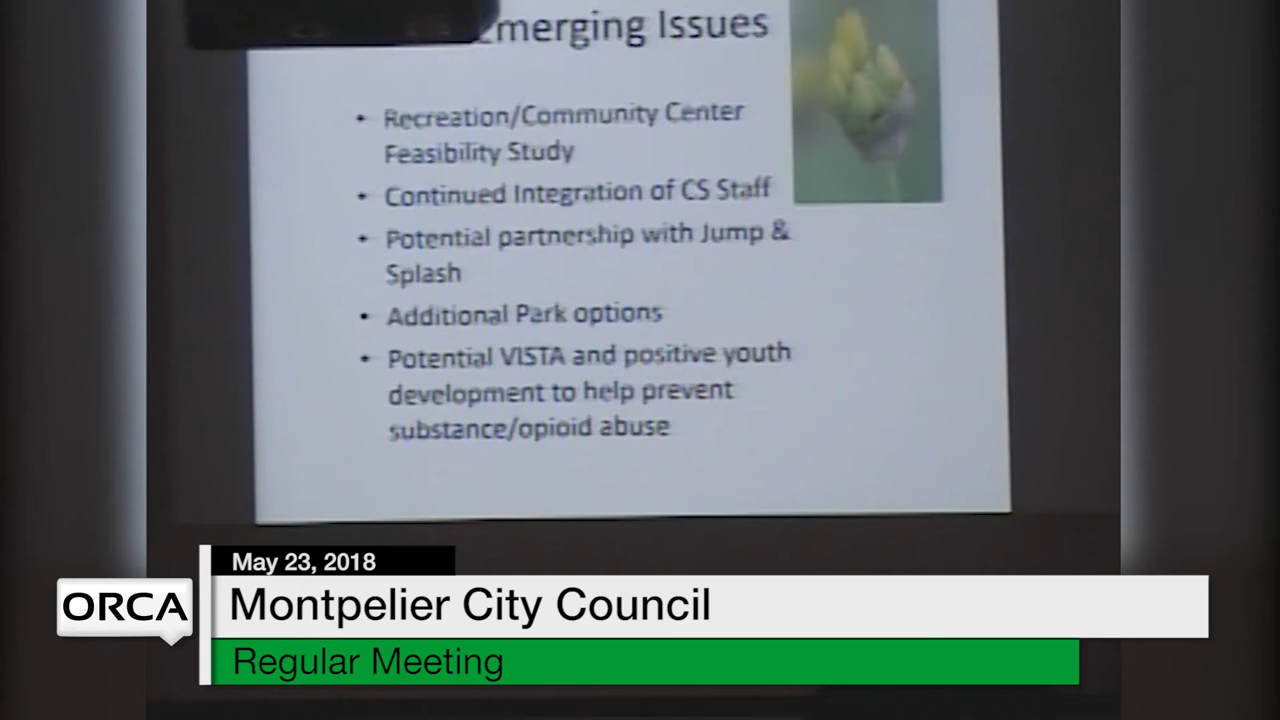 Emerging Issues
• Recreation/Community Center
Feasibility Study
• Continued Integration of CS Staff
• Potential partnership with Jump &
Splash
• Additional Park options
• Potential VISTA and positive youth
development to help prevent
substance/opioid abuse
May 23, 2018
ORCA
Montpelier City Council
Regular Meeting